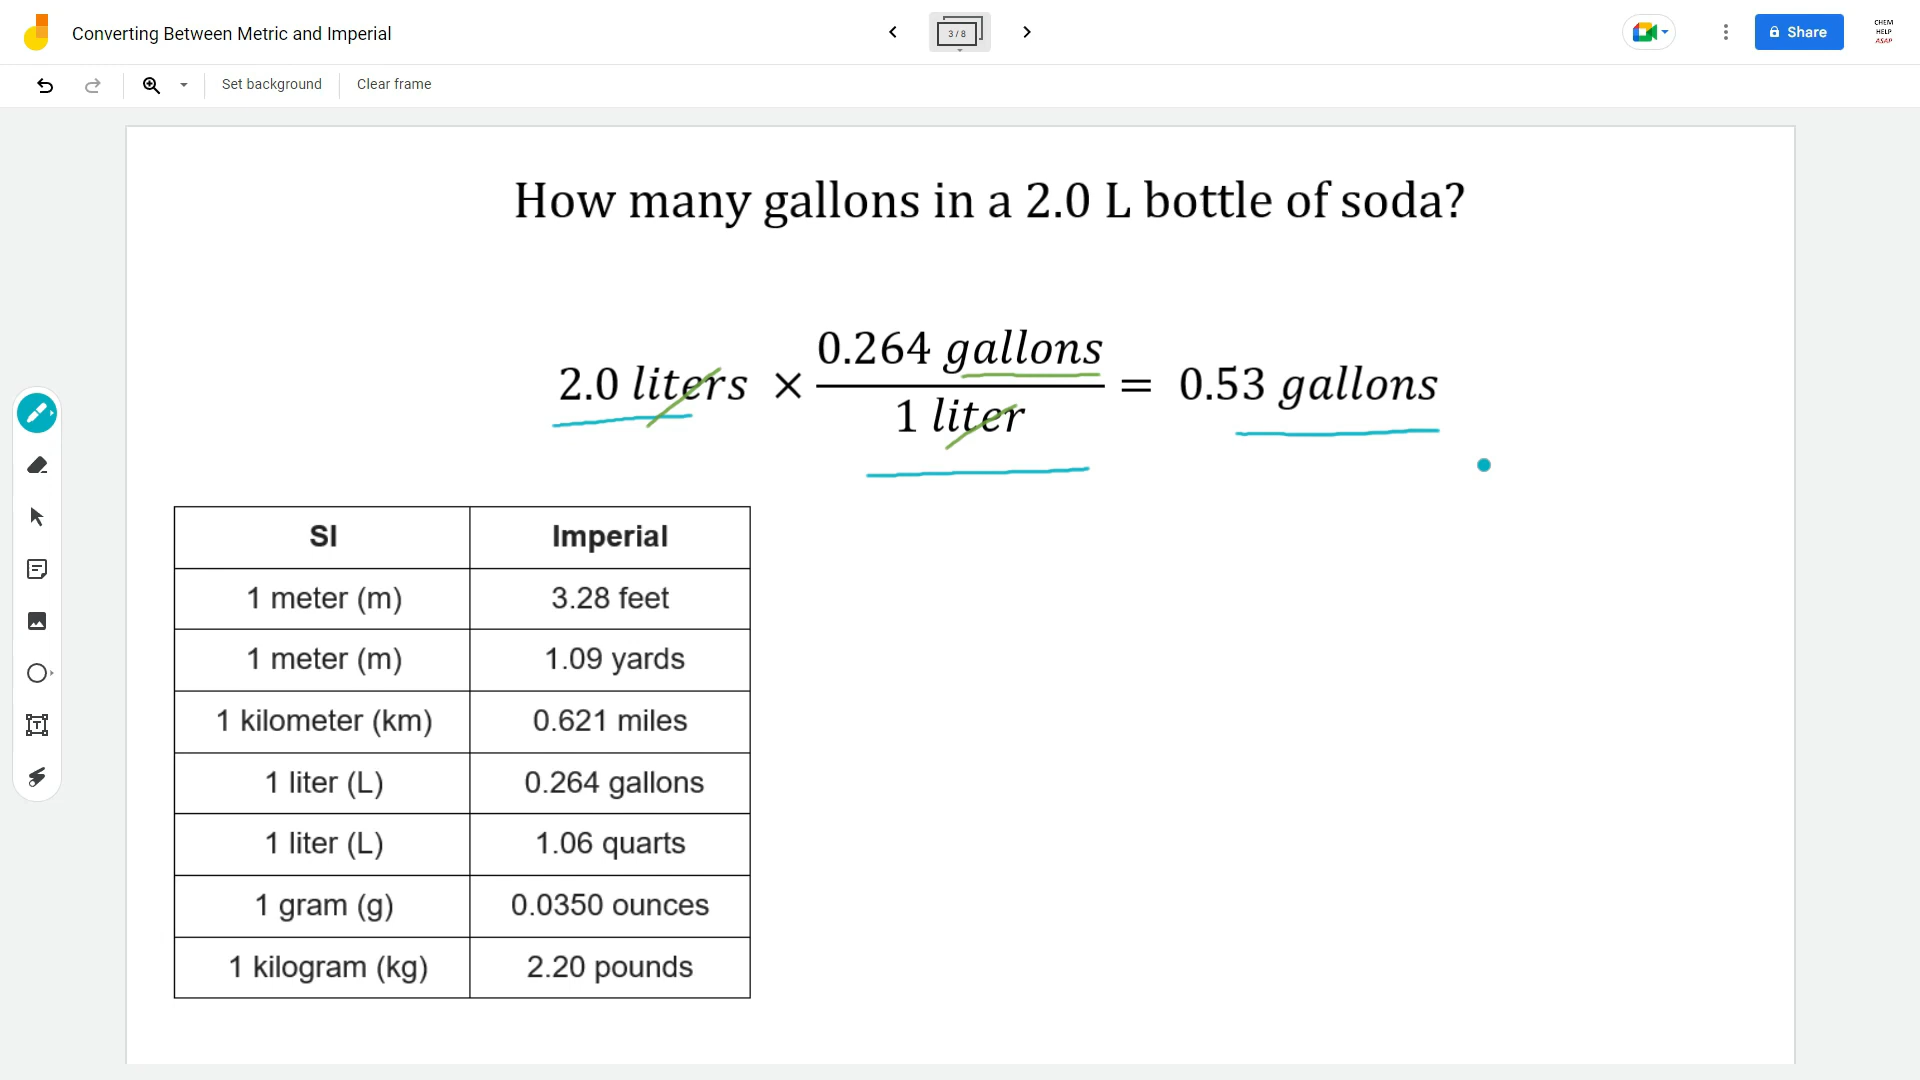 Converting Between Metric and Imperial
3 / 8
Share
CHEM
HELP
ASAP
Set background
Clear frame
How many gallons in a 2.0 L bottle of soda?
2.0 liters × 0.264 gallons / 1 liter = 0.53 gallons
SI Imperial
1 meter (m) 3.28 feet
1 meter (m) 1.09 yards
1 kilometer (km) 0.621 miles
1 liter (L) 0.264 gallons
1 liter (L) 1.06 quarts
1 gram (g) 0.0350 ounces
1 kilogram (kg) 2.20 pounds